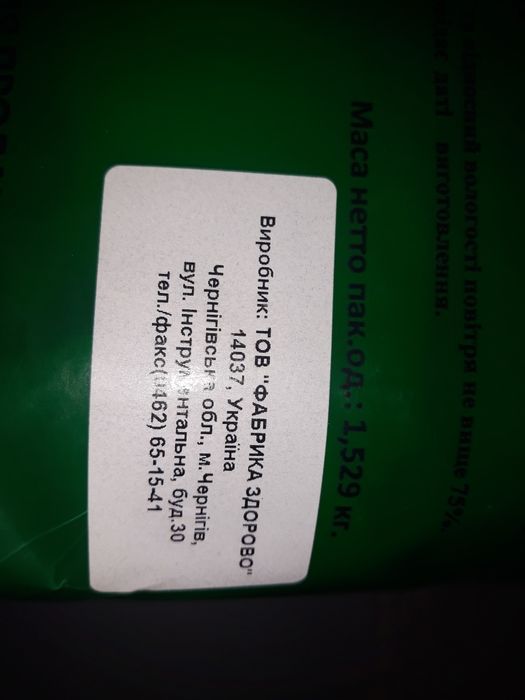 відносній вологості повітря не вище 75%.
даті виготовлення.
Маса нетто пак.од.: 1,529 кг.
Виробник: ТОВ "ФАБРИКА ЗДОРОВО"
14037, Україна
Чернігівська обл., м.Чернігів,
вул. Інструментальна, буд.30
тел./факс(0462) 65-15-41